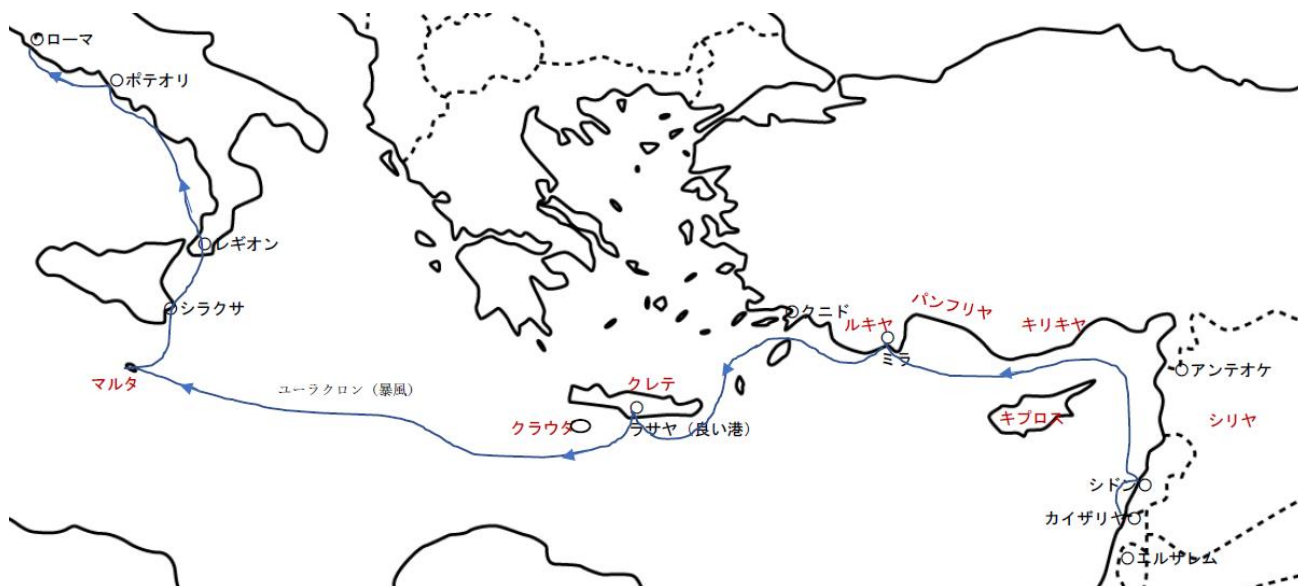 ローマ
ポテオリ
レギオン
シラクサ
マルタ
ユーラクロン（暴風）
クレテ
クラウダ
ラサヤ（良い港）
クニド
ルキヤ
ミラ
パンフリヤ
キリキヤ
アンテオケ
キプロス
シリヤ
シドン
カイザリヤ
エルサレム